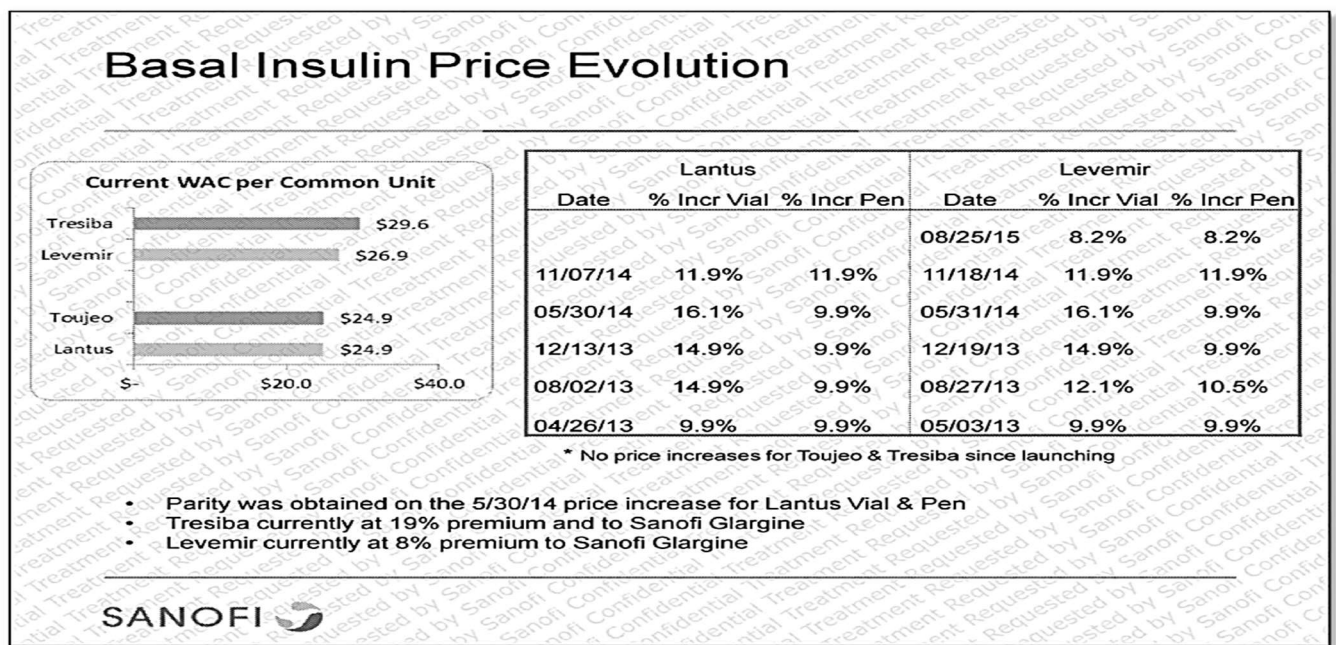 Basal Insulin Price Evolution
Current WAC per Common Unit
Tresiba $29.6
Levemir $26.9
Toujeo $24.9
Lantus $24.9
$- $20.0 $40.0
Lantus Levemir
Date % Incr Vial % Incr Pen Date % Incr Vial % Incr Pen
08/25/15 8.2% 8.2%
11/07/14 11.9% 11.9% 11/18/14 11.9% 11.9%
05/30/14 16.1% 9.9% 05/31/14 16.1% 9.9%
12/13/13 14.9% 9.9% 12/19/13 14.9% 9.9%
08/02/13 14.9% 9.9% 08/27/13 12.1% 10.5%
04/26/13 9.9% 9.9% 05/03/13 9.9% 9.9%
* No price increases for Toujeo & Tresiba since launching
• Parity was obtained on the 5/30/14 price increase for Lantus Vial & Pen
• Tresiba currently at 19% premium and to Sanofi Glargine
• Levemir currently at 8% premium to Sanofi Glargine
SANOFI
Confidential Treatment Requested by Sanofi